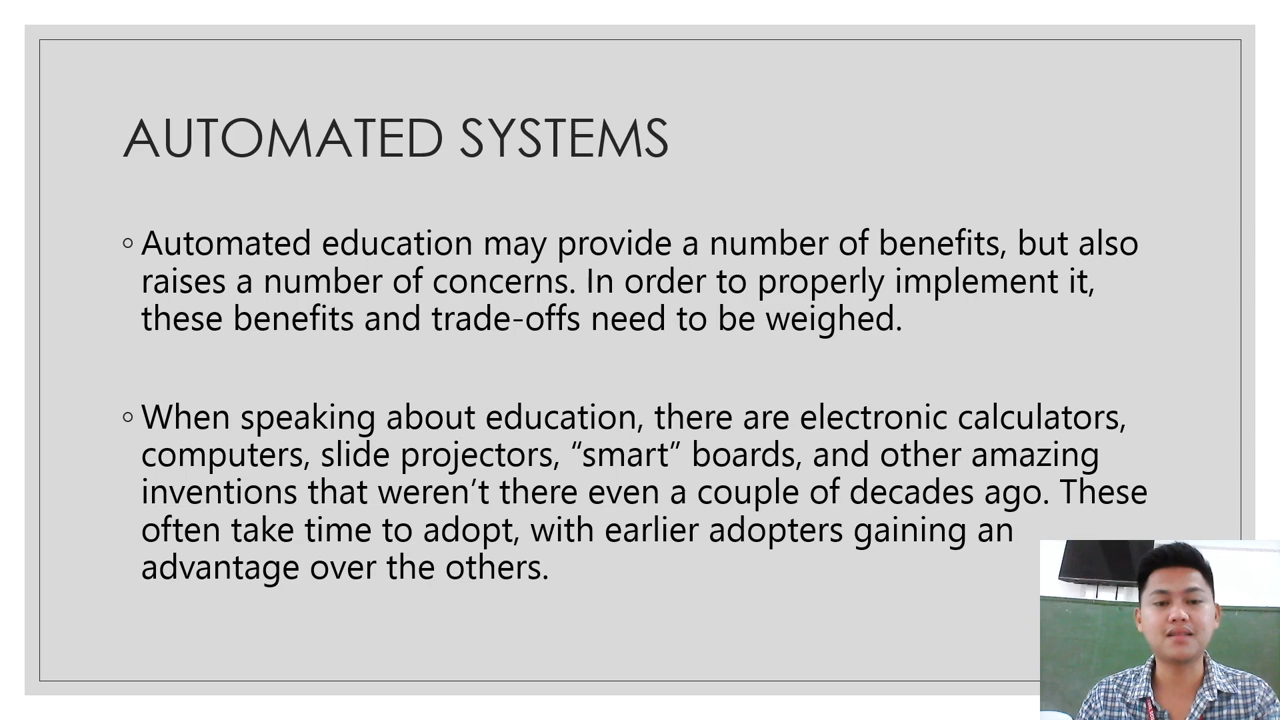 AUTOMATED SYSTEMS
◦ Automated education may provide a number of benefits, but also
raises a number of concerns. In order to properly implement it,
these benefits and trade-offs need to be weighed.
◦ When speaking about education, there are electronic calculators,
computers, slide projectors, “smart” boards, and other amazing
inventions that weren’t there even a couple of decades ago. These
often take time to adopt, with earlier adopters gaining an
advantage over the others.